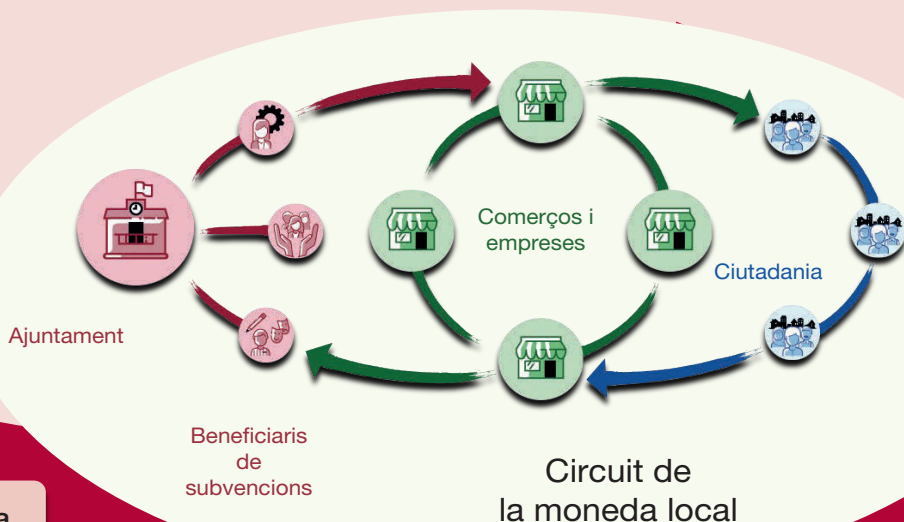 Comerços i
empreses
Ciutadania
Ajuntament
Beneficiaris
de
subvencions
Circuit de
la moneda local